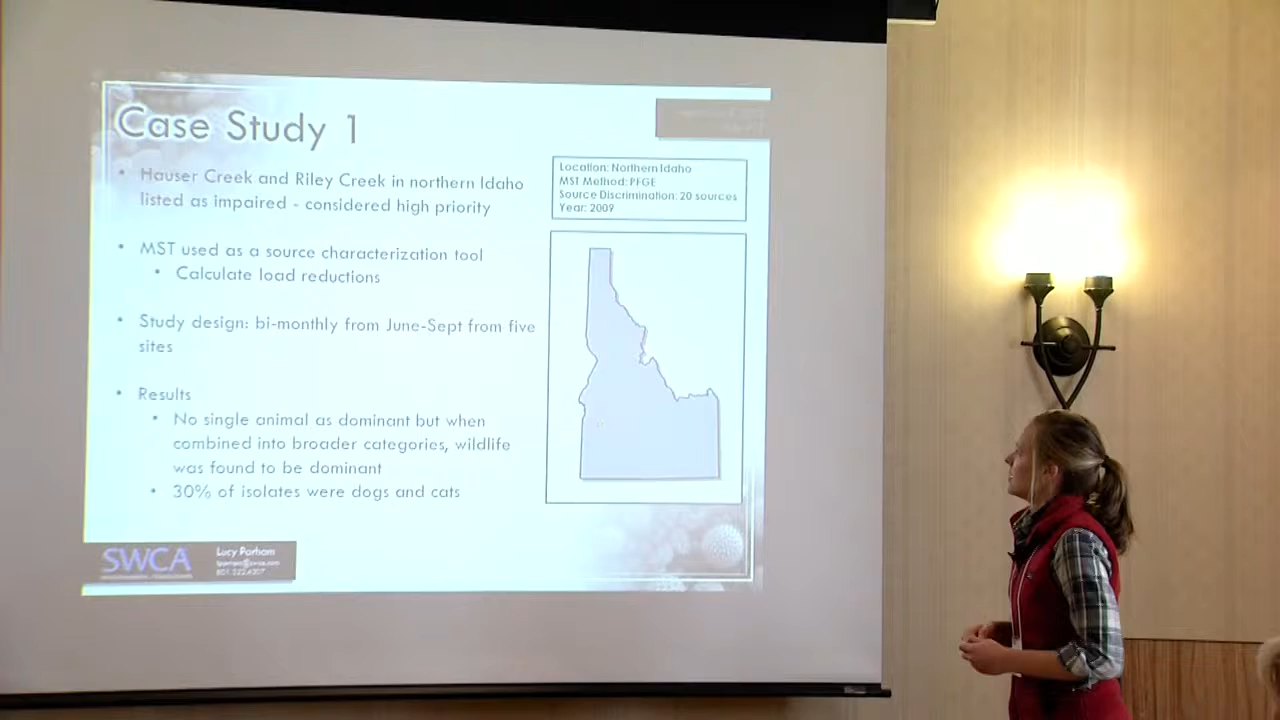 Case Study 1
• Hauser Creek and Riley Creek in northern Idaho
listed as impaired - considered high priority
• MST used as a source characterization tool
• Calculate load reductions
• Study design: bi-monthly from June-Sept from five
sites
• Results
• No single animal as dominant but when
combined into broader categories, wildlife
was found to be dominant
• 30% of isolates were dogs and cats
Location: Northern Idaho
MST Method: PFGE
Source Discrimination: 20 sources
Year: 2009
SWCA
Lucy Parham